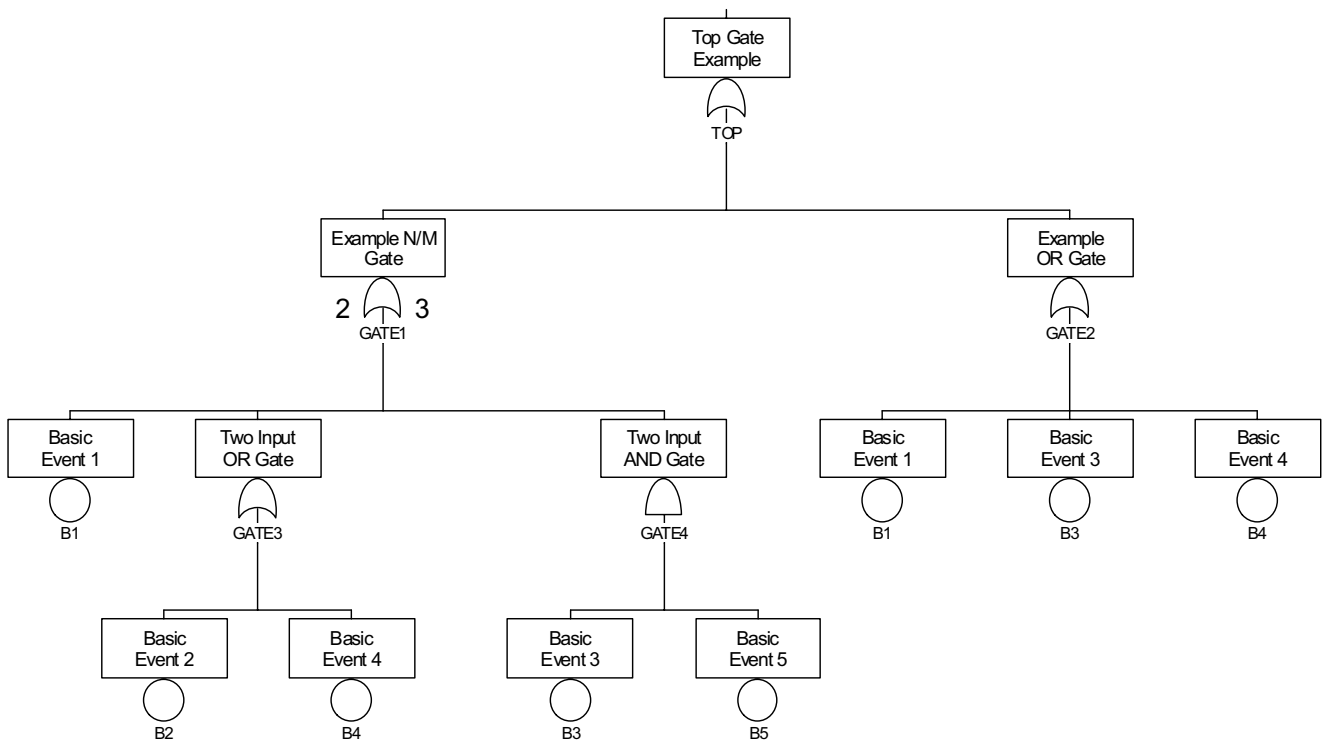 Top Gate
Example
TOP
Example N/M
Gate
2 3
GATE1
Example
OR Gate
GATE2
Basic
Event 1
B1
Two Input
OR Gate
GATE3
Two Input
AND Gate
GATE4
Basic
Event 1
B1
Basic
Event 3
B3
Basic
Event 4
B4
Basic
Event 2
B2
Basic
Event 4
B4
Basic
Event 3
B3
Basic
Event 5
B5